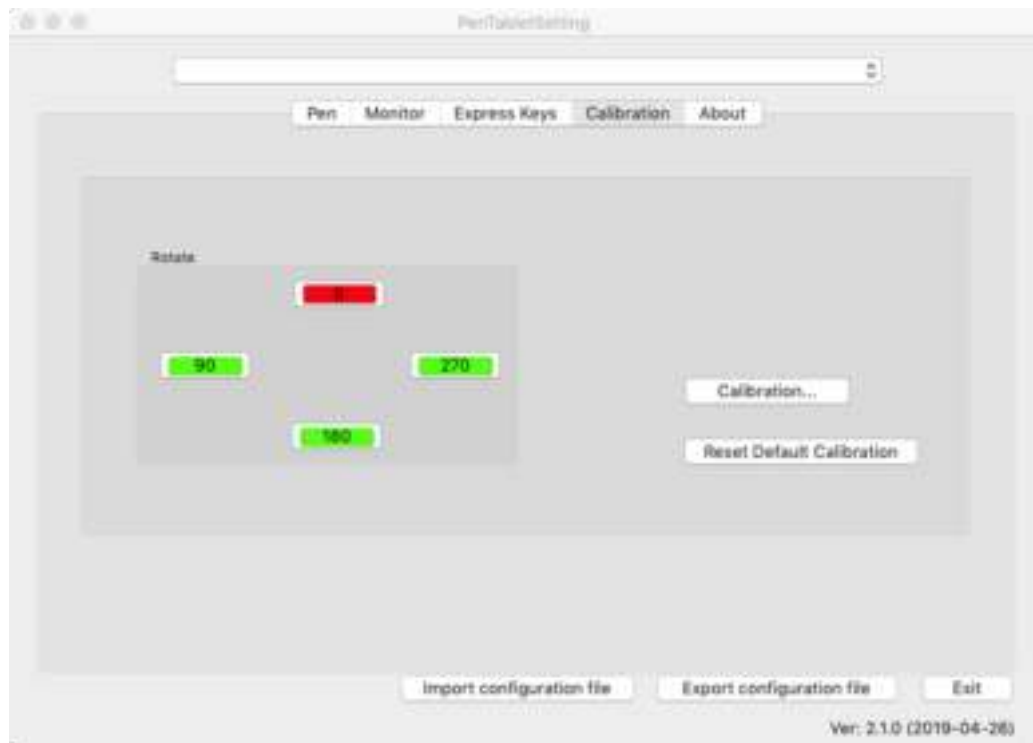 PenTabletSetting
Pen Monitor Express Keys Calibration About
Rotate
0
90 270
180
Calibration...
Reset Default Calibration
Import configuration file Export configuration file Exit
Ver: 2.1.0 (2019-04-26)